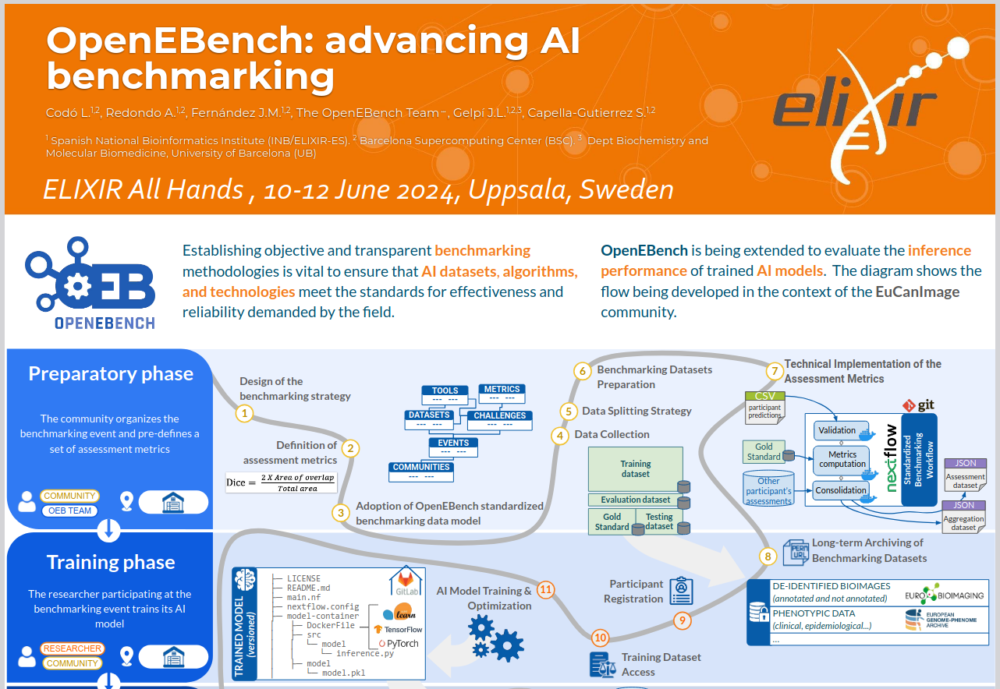 OpenEBench: advancing AI
benchmarking
Codó L.1,2, Redondo A.1,2, Fernández J.M.1,2, The OpenEBench Team~, Gelpí J.L.1,2,3, Capella-Gutierrez S.1,2
1 Spanish National Bioinformatics Institute (INB/ELIXIR-ES). 2 Barcelona Supercomputing Center (BSC). 3 Dept Biochemistry and
Molecular Biomedicine, University of Barcelona (UB)
ELIXIR All Hands , 10-12 June 2024, Uppsala, Sweden
elixir
OEB
OPENEBENCH
Establishing objective and transparent benchmarking
methodologies is vital to ensure that AI datasets, algorithms,
and technologies meet the standards for effectiveness and
reliability demanded by the field.
OpenEBench is being extended to evaluate the inference
performance of trained AI models. The diagram shows the
flow being developed in the context of the EuCanImage
community.
Preparatory phase
The community organizes the
benchmarking event and pre-defines a
set of assessment metrics
COMMUNITY
OEB TEAM
Design of the
benchmarking strategy
1
Definition of
assessment metrics
2
Dice = 2 X Area of overlap
Total area
3
Adoption of OpenEBench standardized
benchmarking data model
TOOLS
--- ---
METRICS
--- ---
DATASETS
--- ---
CHALLENGES
--- ---
EVENTS
--- ---
COMMUNITIES
--- ---
6
Benchmarking Datasets
Preparation
5
Data Splitting Strategy
4
Data Collection
Training
dataset
Evaluation dataset
Gold
Standard
Testing
dataset
7
Technical Implementation of the
Assessment Metrics
CSV
participant
predictions
git
Validation
Gold
Standard
Metrics
computation
Other
participant's
assessments
Consolidation
nextflow
Standardized
Benchmarking
Workflow
JSON
Assessment
dataset
JSON
Aggregation
dataset
Training phase
The researcher participating at the
benchmarking event trains its AI
model
RESEARCHER
COMMUNITY
TRAINED MODEL
(versioned)
├─ LICENSE
├─ README.md
├─ main.nf
├─ nextflow.config
├─ model-container
├─ DockerFile
├─ src
└─ model
└─ inference.py
├─ model
└─ model.pkl
GitLab
learn
TensorFlow
PyTorch
AI Model Training &
Optimization
11
Participant
Registration
9
10
Training Dataset
Access
8
PERM
URL
Long-term Archiving of
Benchmarking Datasets
DE-IDENTIFIED BIOIMAGES
(annotated and not annotated)
EURO BIOIMAGING
PHENOTYPIC DATA
(clinical, epidemiological...)
EUROPEAN
GENOME-PHENOME
ARCHIVE
...